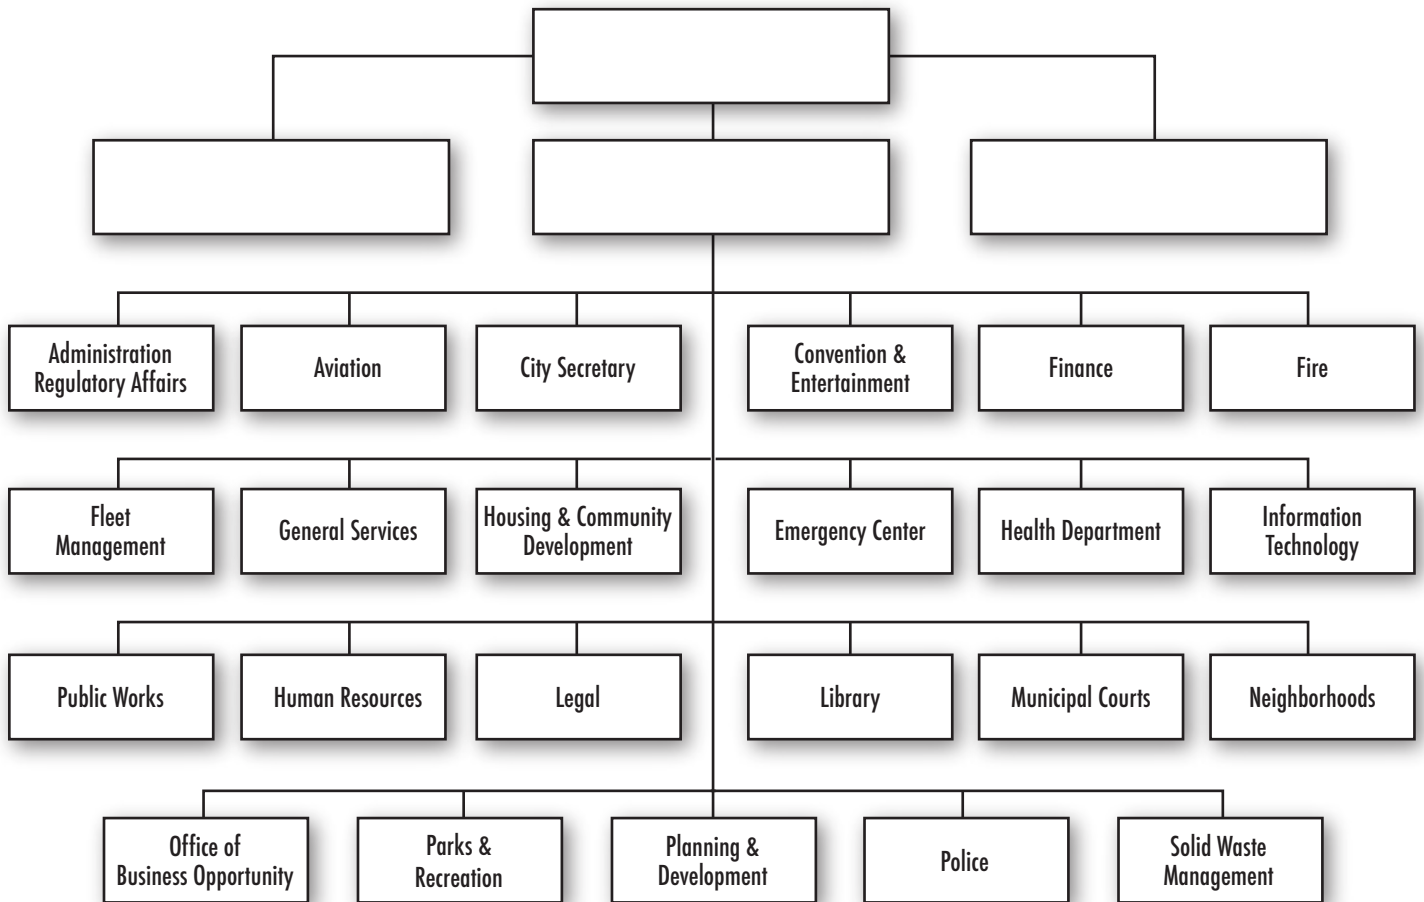 Administration
Regulatory Affairs
Aviation
City Secretary
Convention &
Entertainment
Finance
Fire
Fleet
Management
General Services
Housing & Community
Development
Emergency Center
Health Department
Information
Technology
Public Works
Human Resources
Legal
Library
Municipal Courts
Neighborhoods
Office of
Business Opportunity
Parks &
Recreation
Planning &
Development
Police
Solid Waste
Management